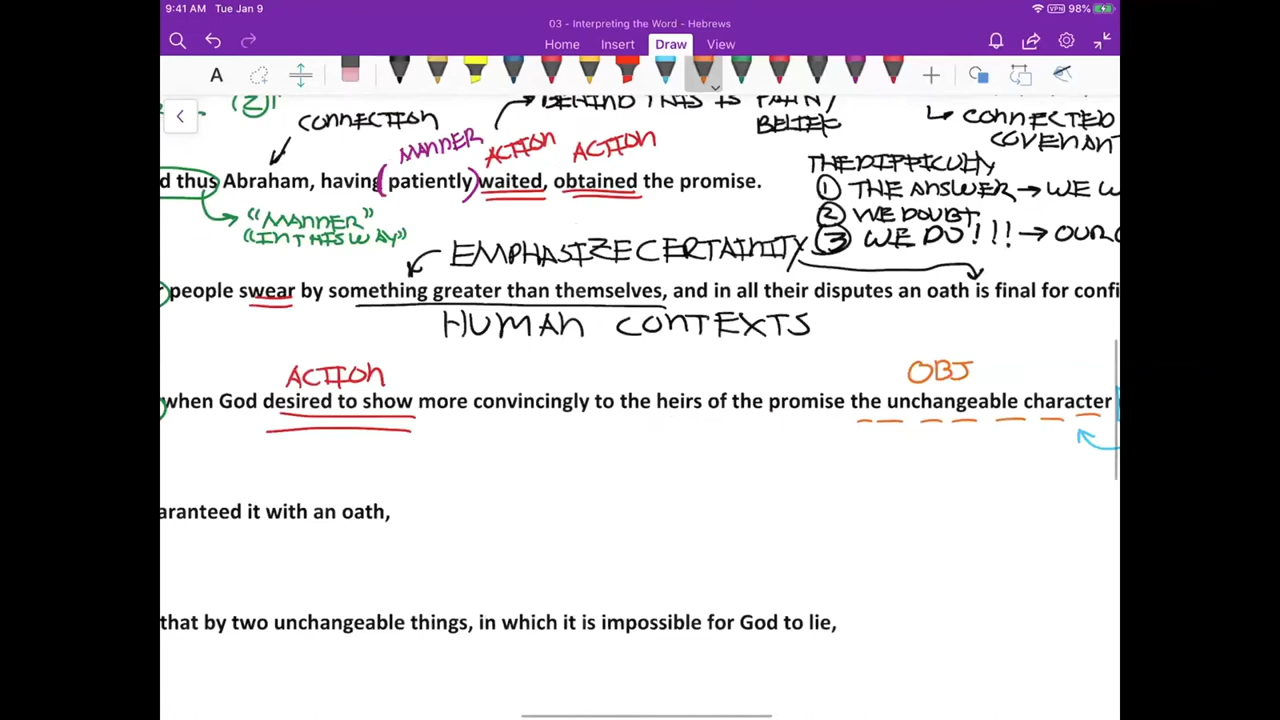 9:41 AM Tue Jan 9
VPN 98%
03 - Interpreting the Word - Hebrews
Home Insert Draw View
A
BEHIND THIS IS FAITH/
BELIEF
CONNECTED
COVENANT
CONNECTION
MANNER ACTION ACTION
THE DIFFICULTY
d thus Abraham, having (patiently) waited, obtained the promise.
① THE ANSWER → WE W
② WE DOUBT
③ WE DO!!! → OUR
"MANNER"
"IN THIS WAY"
EMPHASIZE CERTAINITY
people swear by something greater than themselves, and in all their disputes an oath is final for confi
HUMAN CONTEXTS
ACTION OBJ
when God desired to show more convincingly to the heirs of the promise the unchangeable character
aranteed it with an oath,
that by two unchangeable things, in which it is impossible for God to lie,